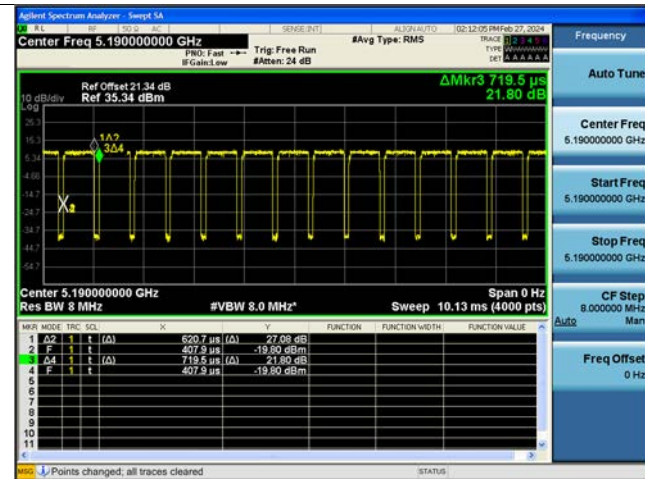 Agilent Spectrum Analyzer - Swept SA
RL RF 50 Ω AC SENSE:INT ALIGN AUTO 02:12:05 PM Feb 27, 2024
Center Freq 5.190000000 GHz #Avg Type: RMS TRACE 1 2 3 4 5 6
PNO: Fast Trig: Free Run TYPE
IFGain:Low #Atten: 24 dB DET A A A A A A
Frequency
Auto Tune
Ref Offset 21.34 dB ΔMkr3 719.5 µs
10 dB/div Ref 35.34 dBm 21.80 dB
Log
25.3
15.3
6.34
-4.66
-14.7
-24.7
-34.7
-44.7
-54.7
1Δ2
3Δ4
Center Freq
5.190000000 GHz
Start Freq
5.190000000 GHz
Stop Freq
5.190000000 GHz
CF Step
8.000000 MHz
Auto Man
Freq Offset
0 Hz
Center 5.190000000 GHz Span 0 Hz
Res BW 8 MHz #VBW 8.0 MHz* Sweep 10.13 ms (4000 pts)
MKR MODE TRC SCL X Y FUNCTION FUNCTION WIDTH FUNCTION VALUE
1 Δ2 1 t (Δ) 620.7 µs (Δ) 27.08 dB
2 F 1 t 407.9 µs -19.80 dBm
3 Δ4 1 t (Δ) 719.5 µs (Δ) 21.80 dB
4 F 1 t 407.9 µs -19.80 dBm
5
6
7
8
9
10
11
MSG Points changed; all traces cleared STATUS